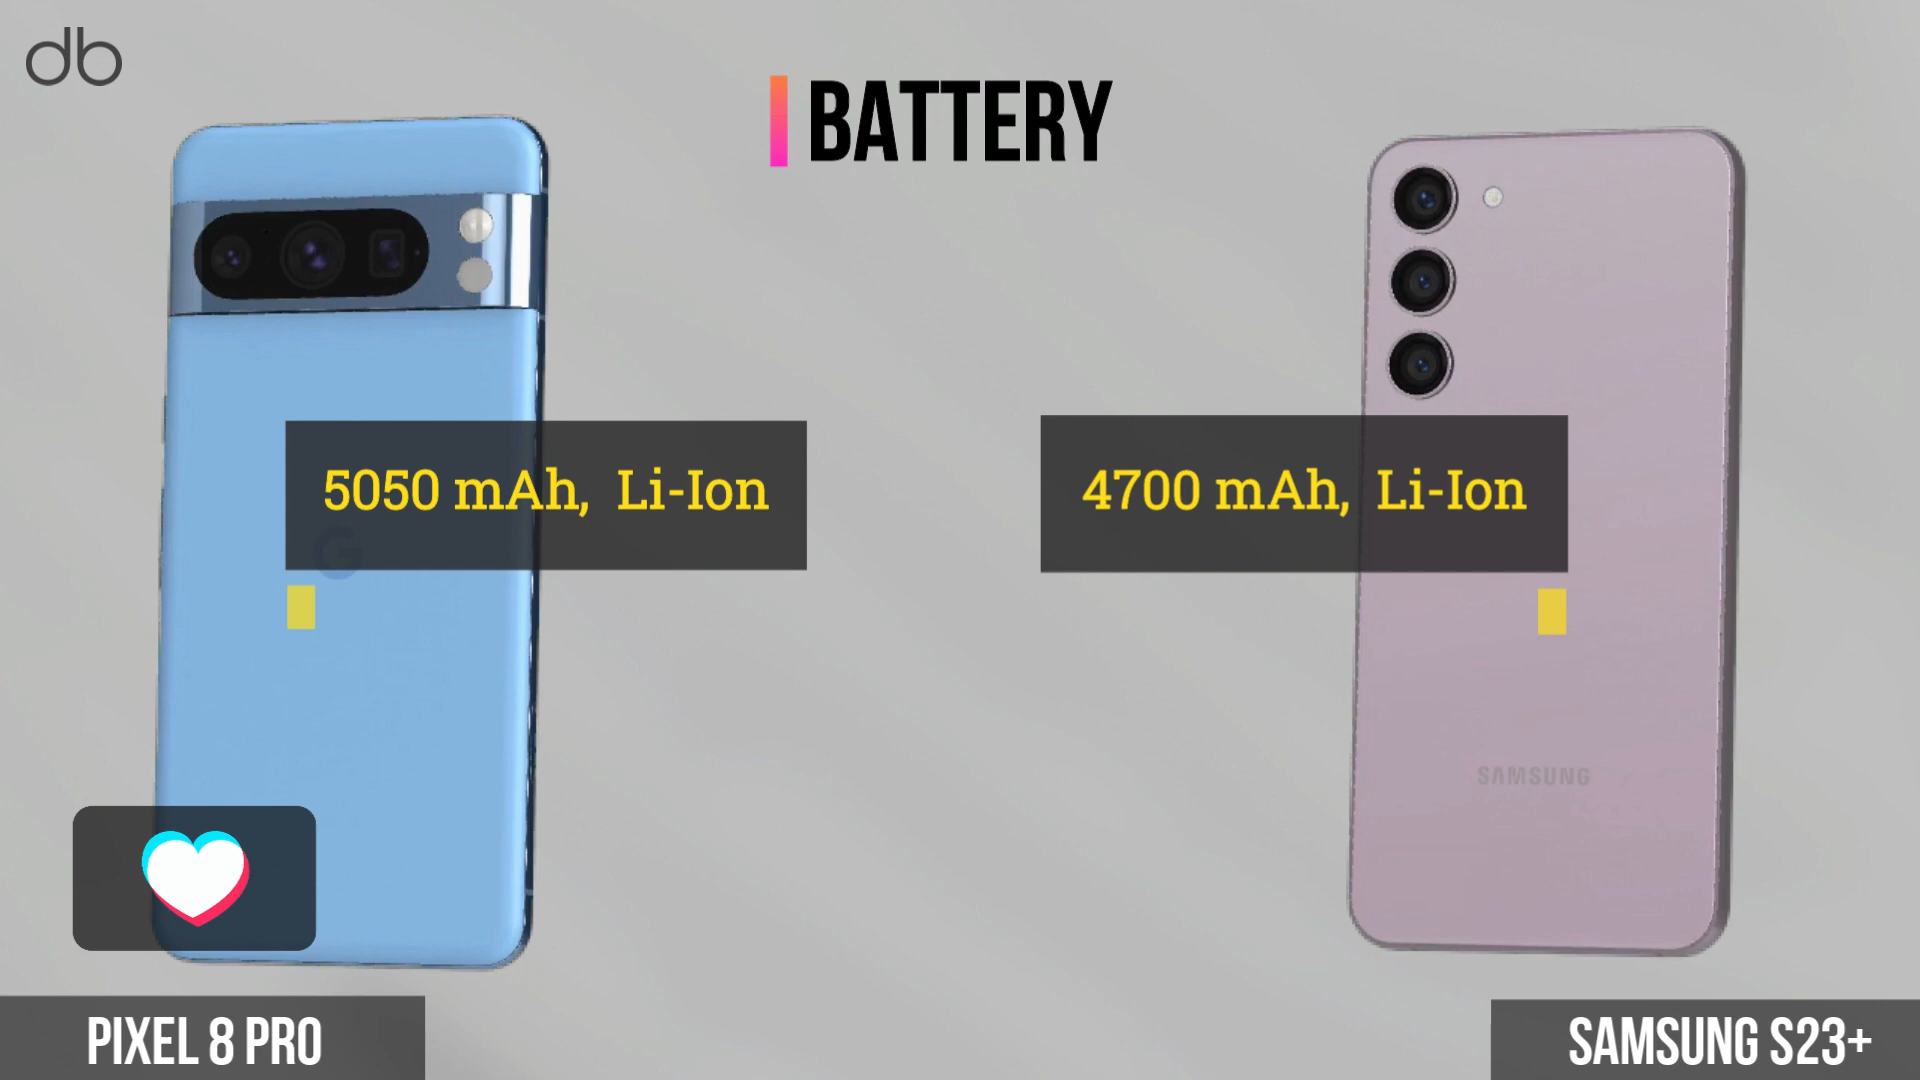 db
BATTERY
5050 mAh, Li-Ion
4700 mAh, Li-Ion
G
SAMSUNG
PIXEL 8 PRO
SAMSUNG S23+